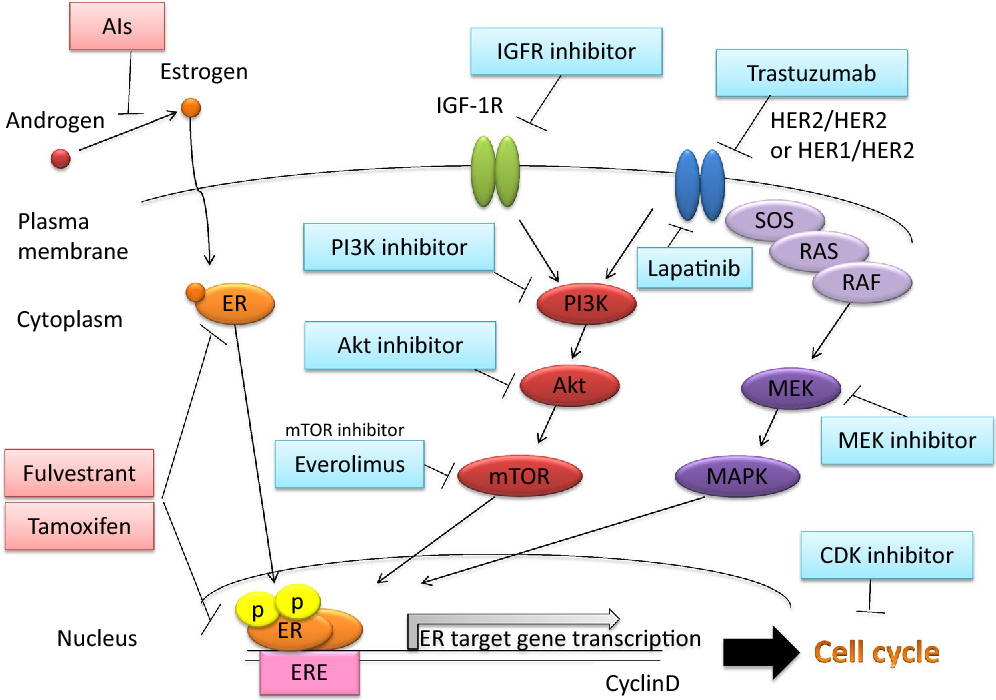 AIs
Estrogen
Androgen
IGFR inhibitor
IGF-1R
Trastuzumab
HER2/HER2
or HER1/HER2
Plasma
membrane
PI3K inhibitor
Lapatinib
SOS
RAS
RAF
ER
PI3K
Cytoplasm
Akt inhibitor
Akt
MEK
MEK inhibitor
mTOR inhibitor
Everolimus
mTOR
MAPK
Fulvestrant
Tamoxifen
CDK inhibitor
p
p
ER
Nucleus
ER target gene transcription
Cell cycle
ERE
CyclinD